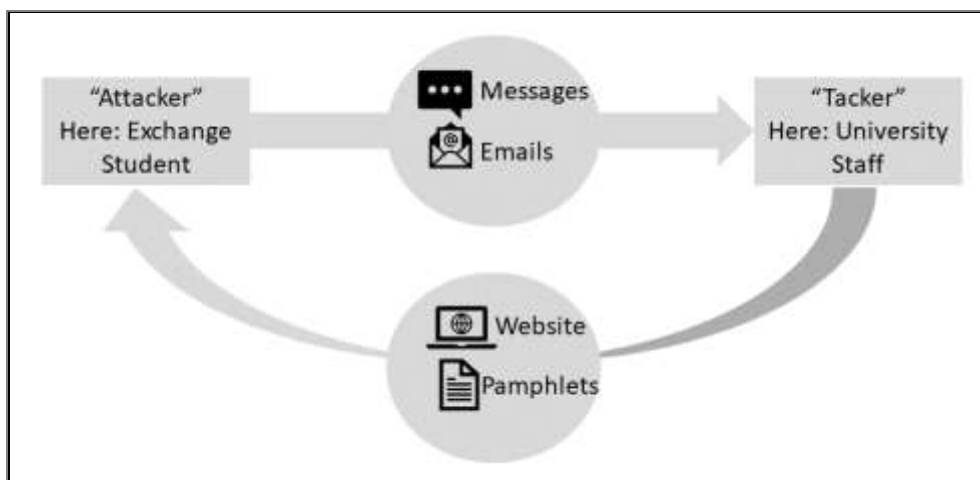 “Attacker”
Here: Exchange
Student
Messages
@
Emails
“Tacker”
Here: University
Staff
Website
Pamphlets